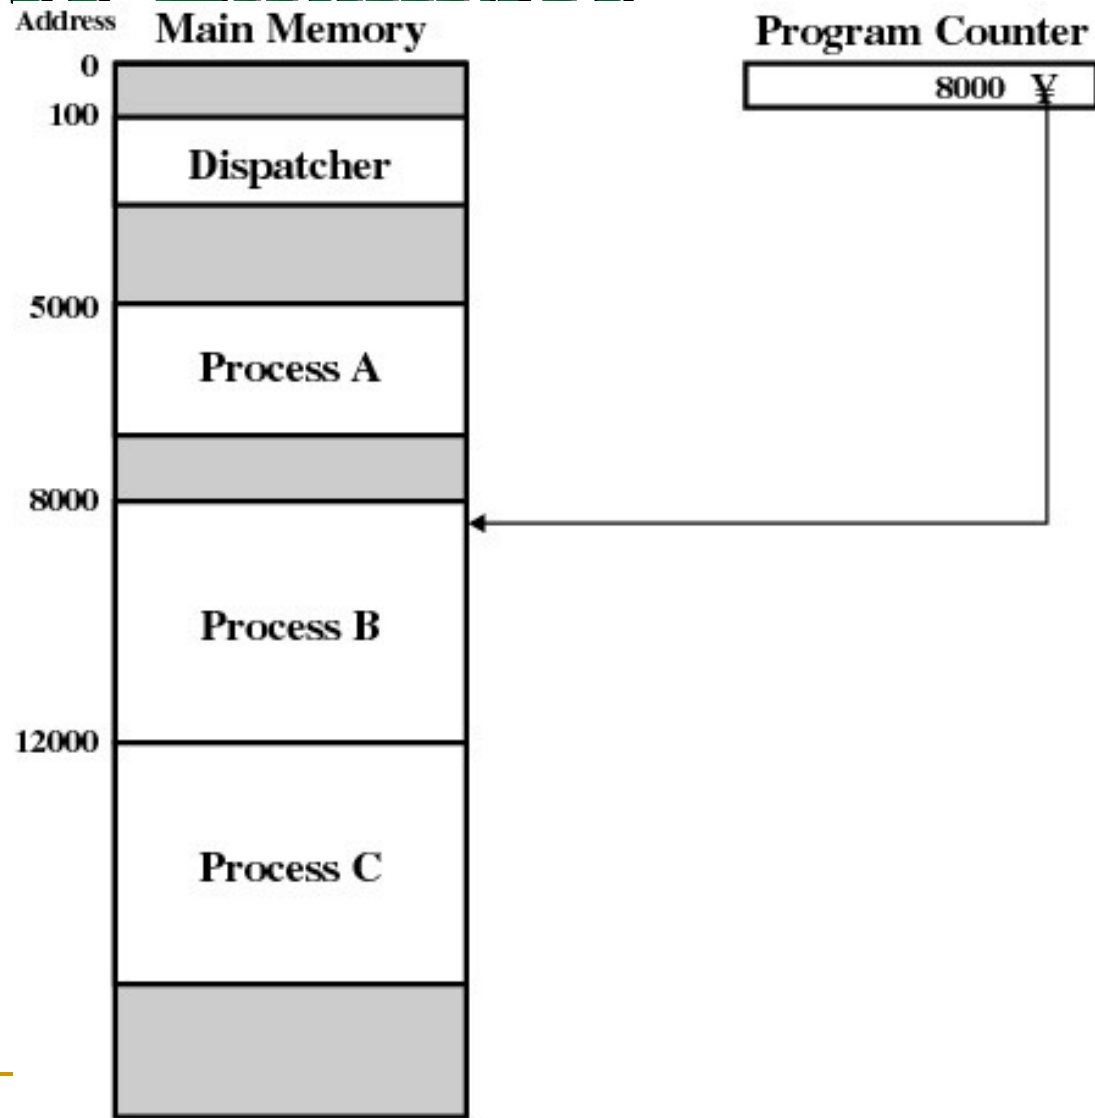 Address
Main Memory
Program Counter
0
8000 ¥
100
Dispatcher
5000
Process A
8000
Process B
12000
Process C